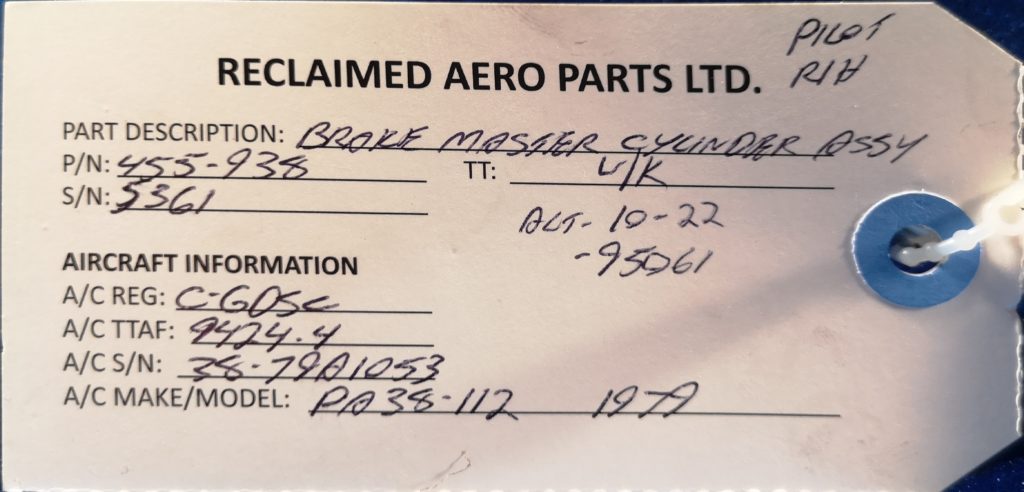 PILOT
R/H
RECLAIMED AERO PARTS LTD.
PART DESCRIPTION: BRAKE MASTER CYLINDER ASSY
P/N: 455-938 TT: U/K
S/N: 5361
ALT- 10-22
-95061
AIRCRAFT INFORMATION
A/C REG: C-GOSC
A/C TTAF: 9424.4
A/C S/N: 38-79A1053
A/C MAKE/MODEL: PA38-112 1979